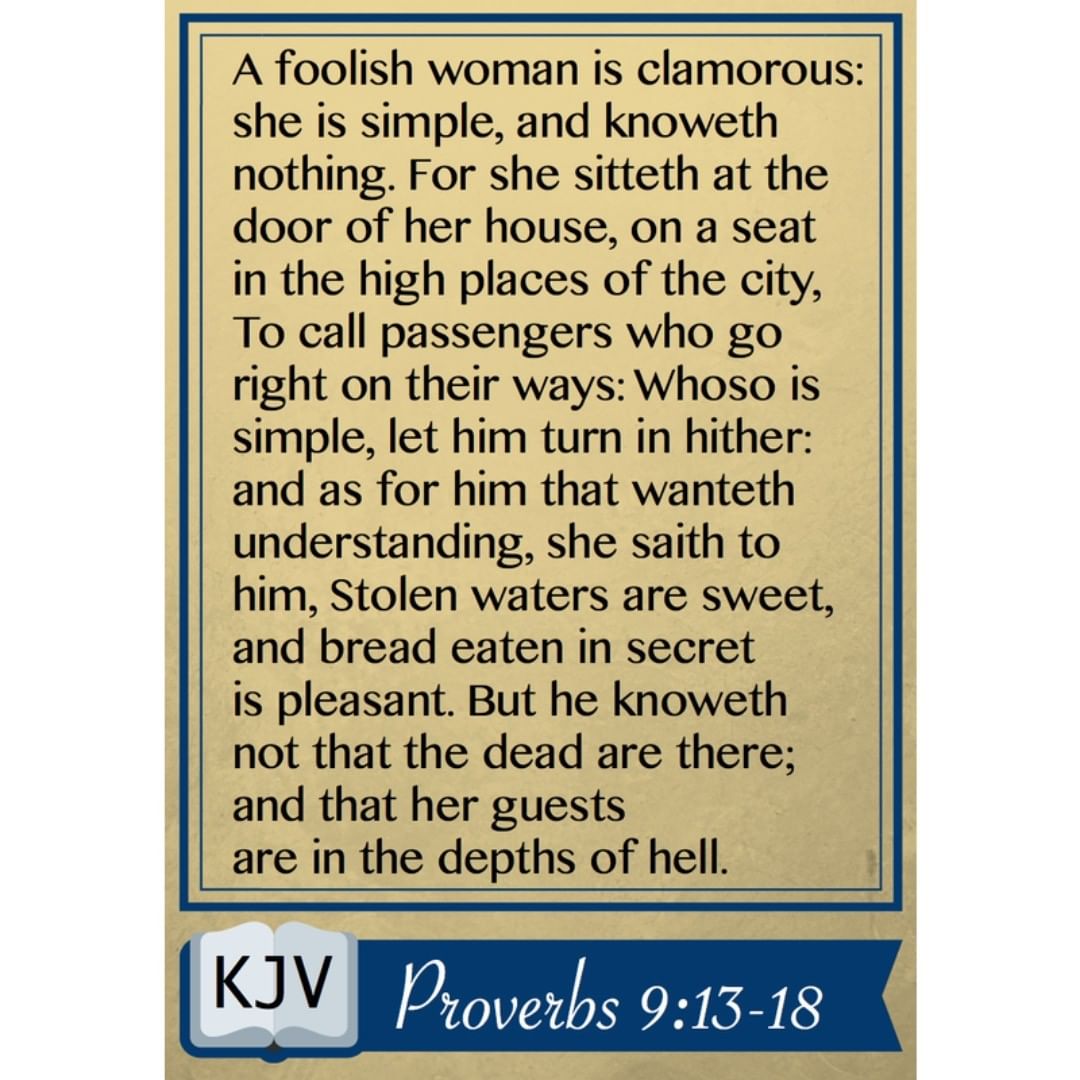 A foolish woman is clamorous:
she is simple, and knoweth
nothing. For she sitteth at the
door of her house, on a seat
in the high places of the city,
To call passengers who go
right on their ways: Whoso is
simple, let him turn in hither:
and as for him that wanteth
understanding, she saith to
him, Stolen waters are sweet,
and bread eaten in secret
is pleasant. But he knoweth
not that the dead are there;
and that her guests
are in the depths of hell.
KJV
Proverbs 9:13-18